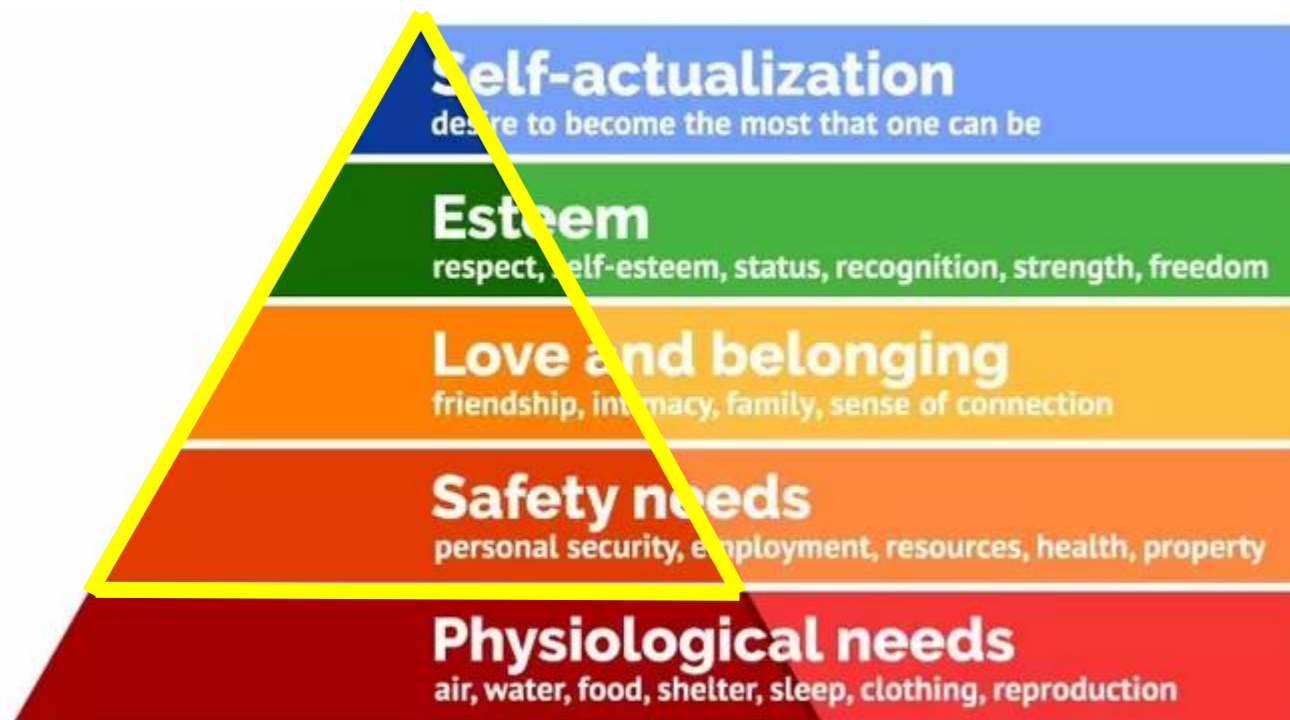 Self-actualization
desire to become the most that one can be
Esteem
respect, self-esteem, status, recognition, strength, freedom
Love and belonging
friendship, intimacy, family, sense of connection
Safety needs
personal security, employment, resources, health, property
Physiological needs
air, water, food, shelter, sleep, clothing, reproduction